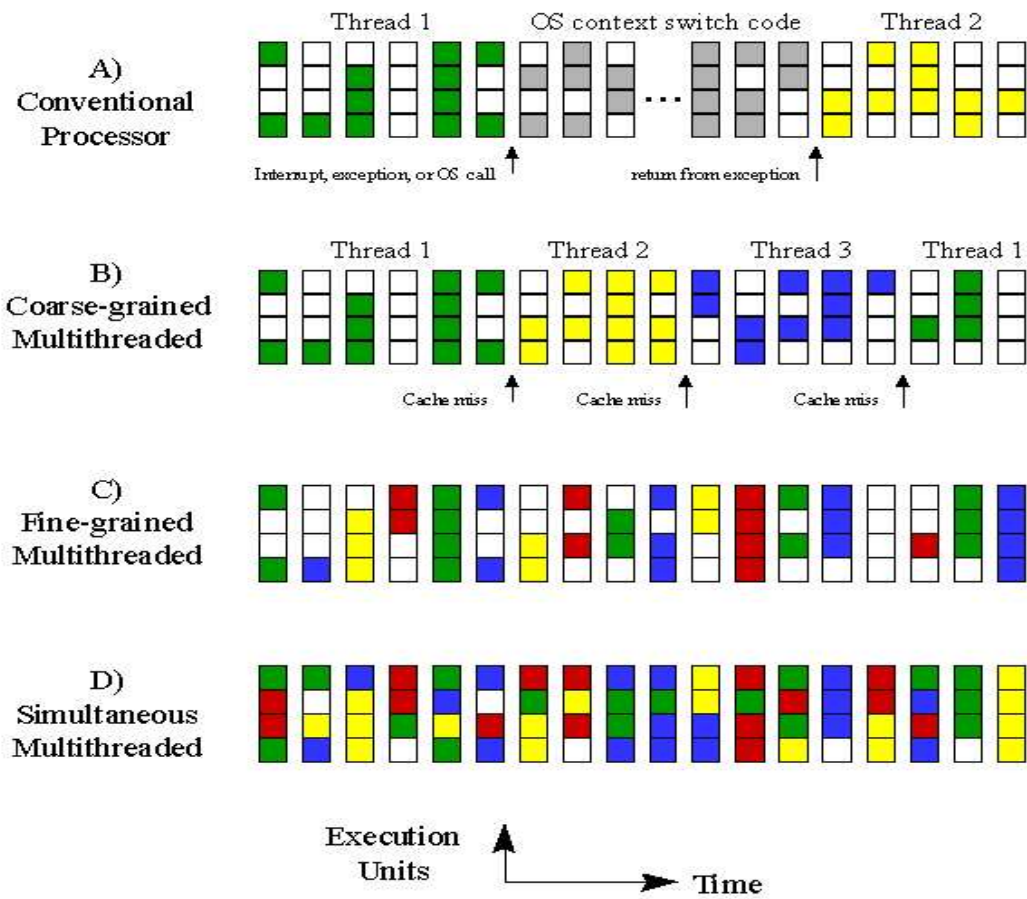 Thread 1 OS context switch code Thread 2
A)
Conventional
Processor
...
Interrupt, exception, or OS call return from exception
Thread 1 Thread 2 Thread 3 Thread 1
B)
Coarse-grained
Multithreaded
Cache miss Cache miss Cache miss
C)
Fine-grained
Multithreaded
D)
Simultaneous
Multithreaded
Execution
Units
Time